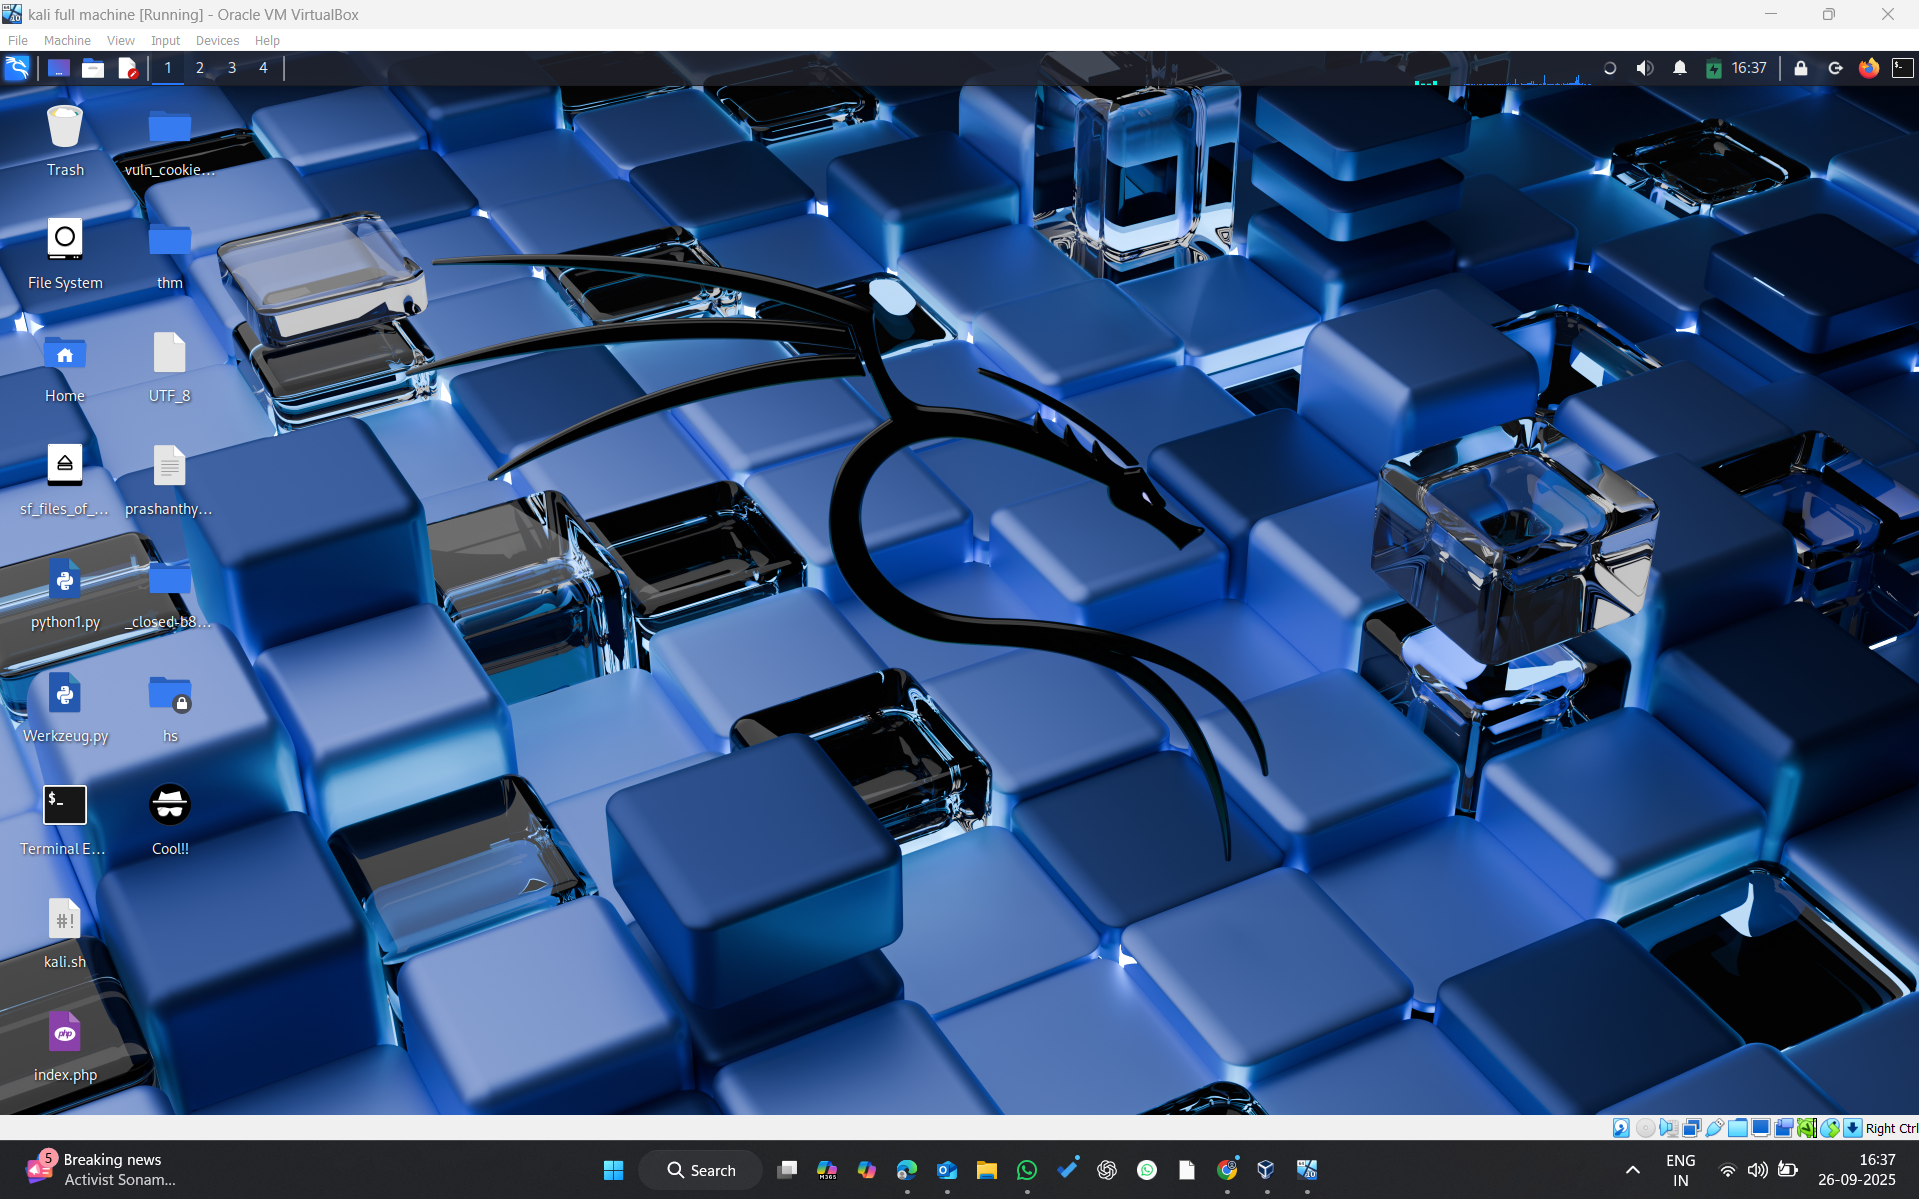 kali full machine [Running] - Oracle VM VirtualBox
File Machine View Input Devices Help
1 2 3 4
16:37
Trash
vuln_cookie...
File System
thm
Home
UTF_8
sf_files_of_...
prashanthy...
python1.py
_closed-b8...
Werkzeug.py
hs
$_
Terminal E...
Cool!!
#!
kali.sh
php
index.php
Right Ctrl
5
Breaking news
Activist Sonam...
Search
M365
ENG
IN
16:37
26-09-2025